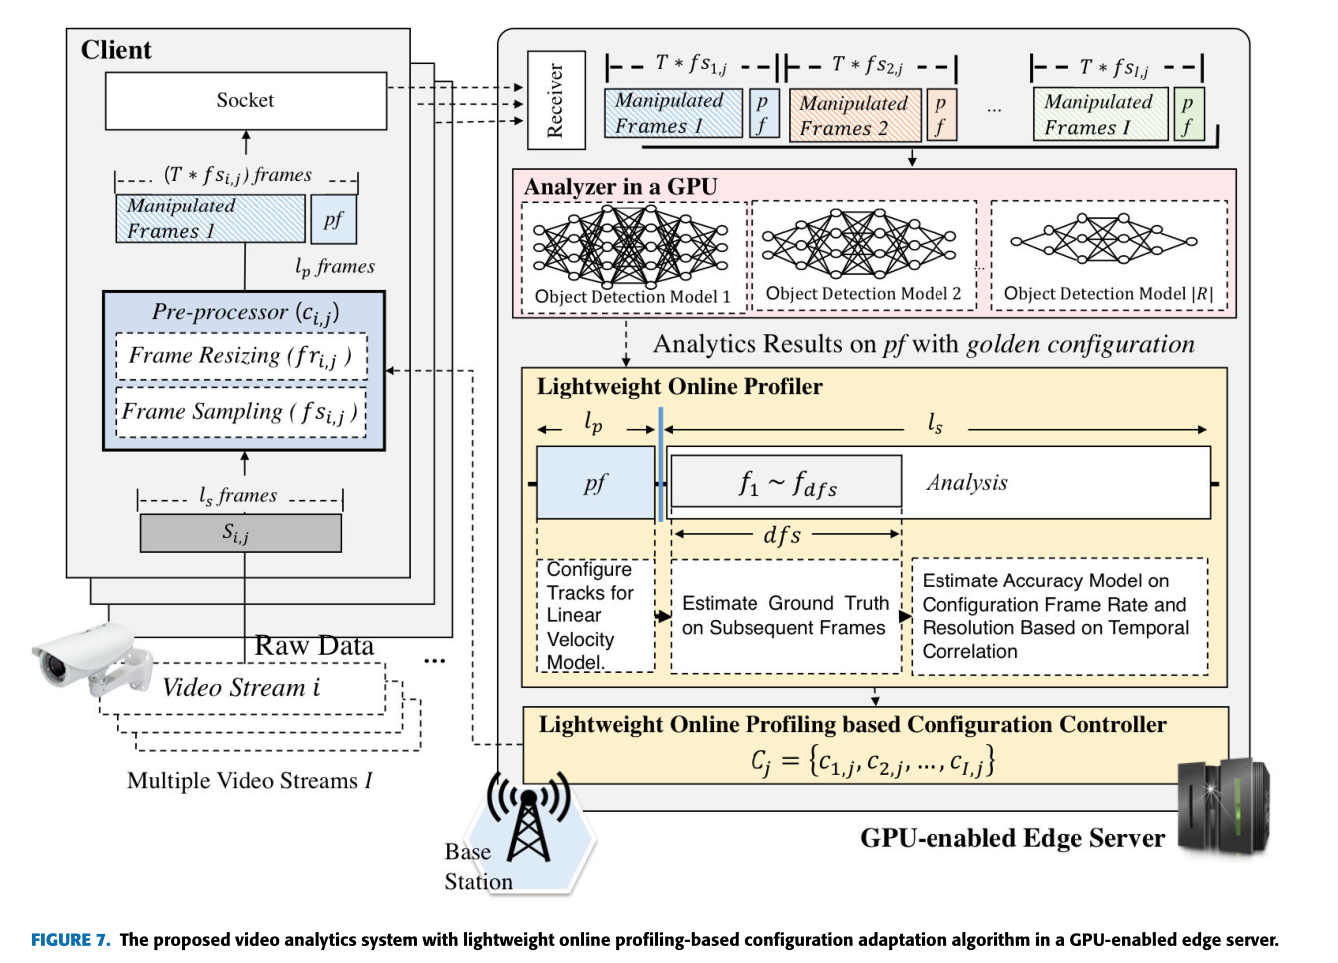 Client
Socket
(T * fs_{i,j}) frames
Manipulated
Frames 1
pf
l_p frames
Pre-processor (c_{i,j})
Frame Resizing (fr_{i,j})
Frame Sampling (fs_{i,j})
l_s frames
S_{i,j}
Raw Data
...
Video Stream i
Multiple Video Streams I
Receiver
T * fs_{1,j}
T * fs_{2,j}
T * fs_{I,j}
Manipulated
Frames 1
p
f
Manipulated
Frames 2
p
f
...
Manipulated
Frames I
p
f
Analyzer in a GPU
Object Detection Model 1
Object Detection Model 2
...
Object Detection Model |R|
Analytics Results on pf with golden configuration
Lightweight Online Profiler
l_p
l_s
pf
f_1 ~ f_{dfs}
Analysis
dfs
Configure
Tracks for
Linear
Velocity
Model.
Estimate Ground Truth
on Subsequent Frames
Estimate Accuracy Model on
Configuration Frame Rate and
Resolution Based on Temporal
Correlation
Lightweight Online Profiling based Configuration Controller
C_j = {c_{1,j}, c_{2,j}, ..., c_{I,j}}
Base
Station
GPU-enabled Edge Server
FIGURE 7. The proposed video analytics system with lightweight online profiling-based configuration adaptation algorithm in a GPU-enabled edge server.